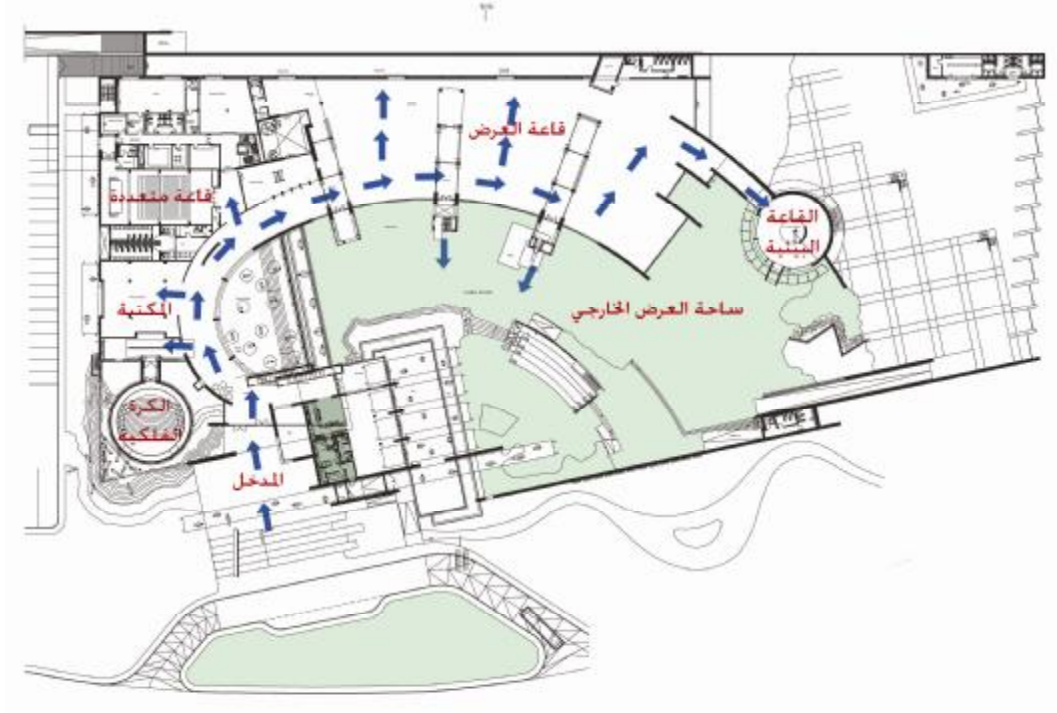 قاعة العرض
قاعة متعددة
القاعة
البيئية
المكتبة
ساحة العرض الخارجي
الكرة
الفلكية
المدخل